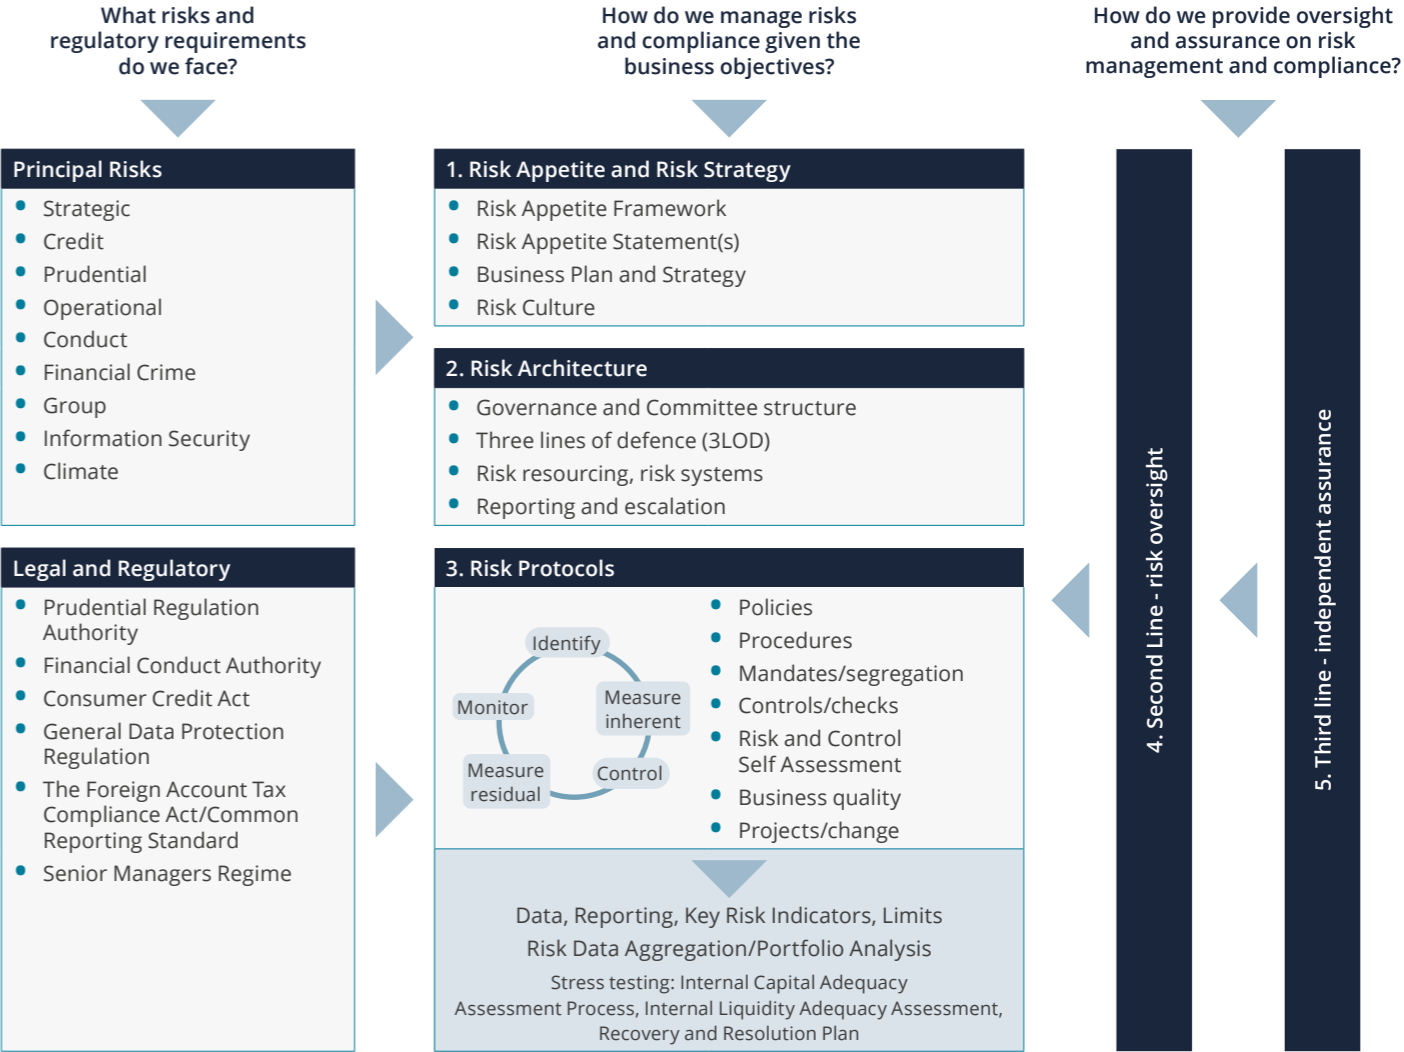 What risks and
regulatory requirements
do we face?
Principal Risks
Strategic
Credit
Prudential
Operational
Conduct
Financial Crime
Group
Information Security
Climate
Legal and Regulatory
Prudential Regulation
Authority
Financial Conduct Authority
Consumer Credit Act
General Data Protection
Regulation
The Foreign Account Tax
Compliance Act/Common
Reporting Standard
Senior Managers Regime
How do we manage risks
and compliance given the
business objectives?
1. Risk Appetite and Risk Strategy
Risk Appetite Framework
Risk Appetite Statement(s)
Business Plan and Strategy
Risk Culture
2. Risk Architecture
Governance and Committee structure
Three lines of defence (3LOD)
Risk resourcing, risk systems
Reporting and escalation
3. Risk Protocols
Identify
Measure
inherent
Control
Measure
residual
Monitor
Policies
Procedures
Mandates/segregation
Controls/checks
Risk and Control
Self Assessment
Business quality
Projects/change
Data, Reporting, Key Risk Indicators, Limits
Risk Data Aggregation/Portfolio Analysis
Stress testing: Internal Capital Adequacy
Assessment Process, Internal Liquidity Adequacy Assessment,
Recovery and Resolution Plan
How do we provide oversight
and assurance on risk
management and compliance?
4. Second Line - risk oversight
5. Third line - independent assurance